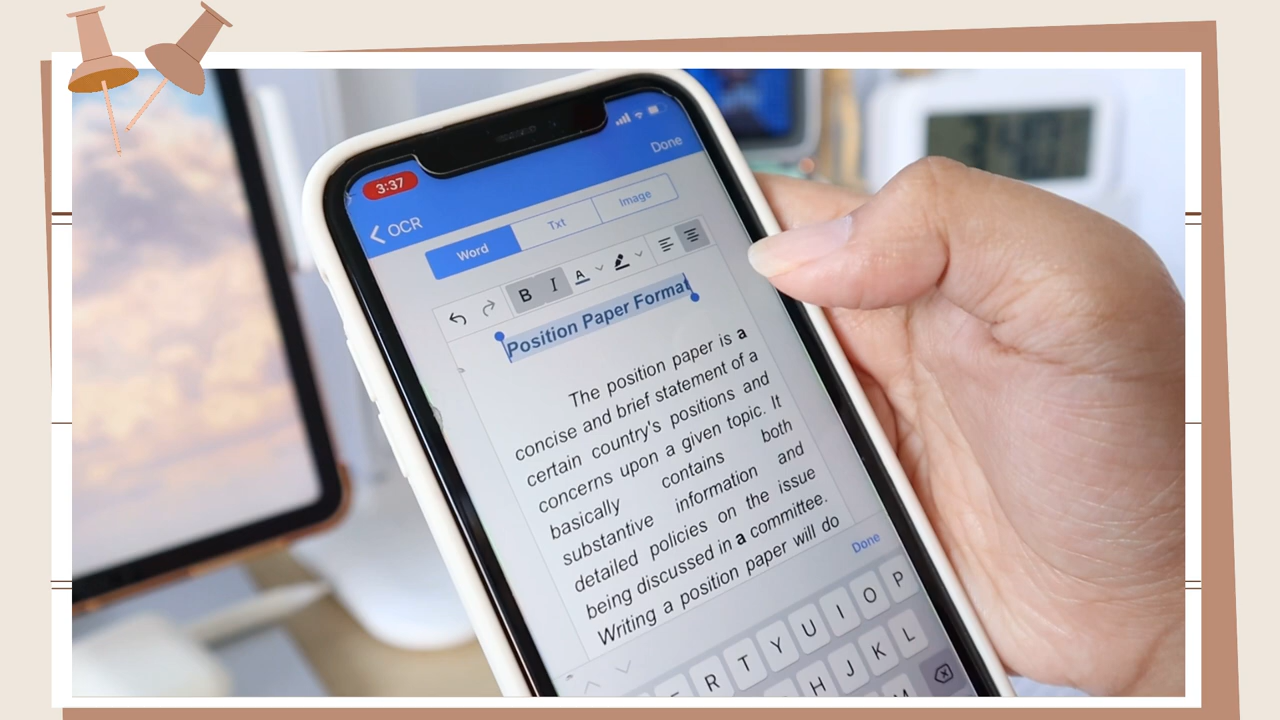 3:37
Done
OCR
Word Txt Image
B I A
Position Paper Format
The position paper is a
concise and brief statement of a
certain country's positions and
concerns upon a given topic. It
basically contains both
substantive information and
detailed policies on the issue
being discussed in a committee.
Writing a position paper will do
Done
R T Y U I O P
H J K L